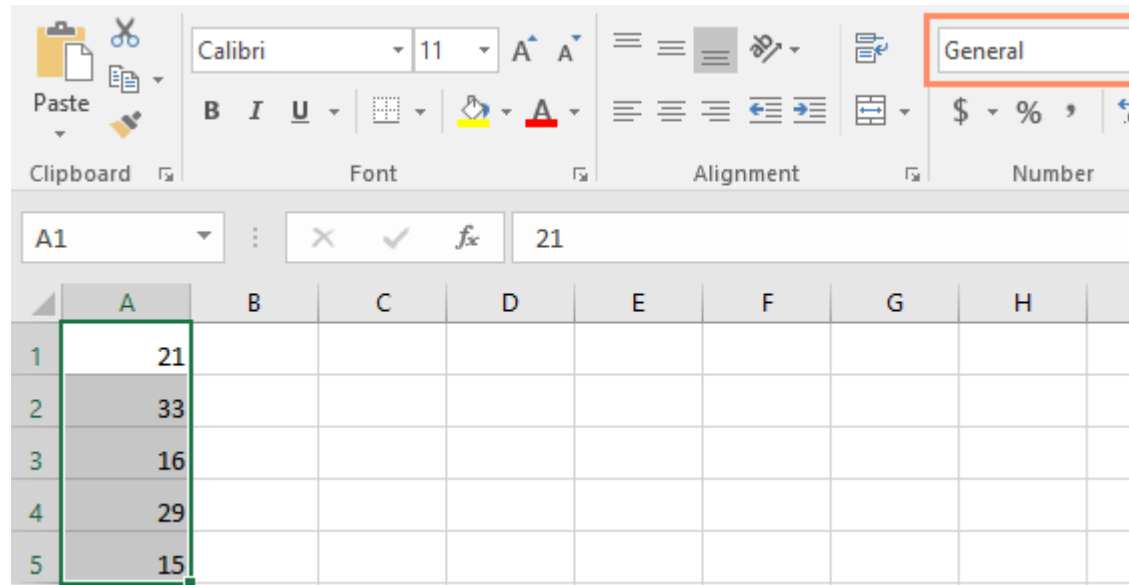 Calibri 11 A A General
Paste B I U A $ % ,
Clipboard Font Alignment Number
A1 fx 21
A B C D E F G H
1 21
2 33
3 16
4 29
5 15